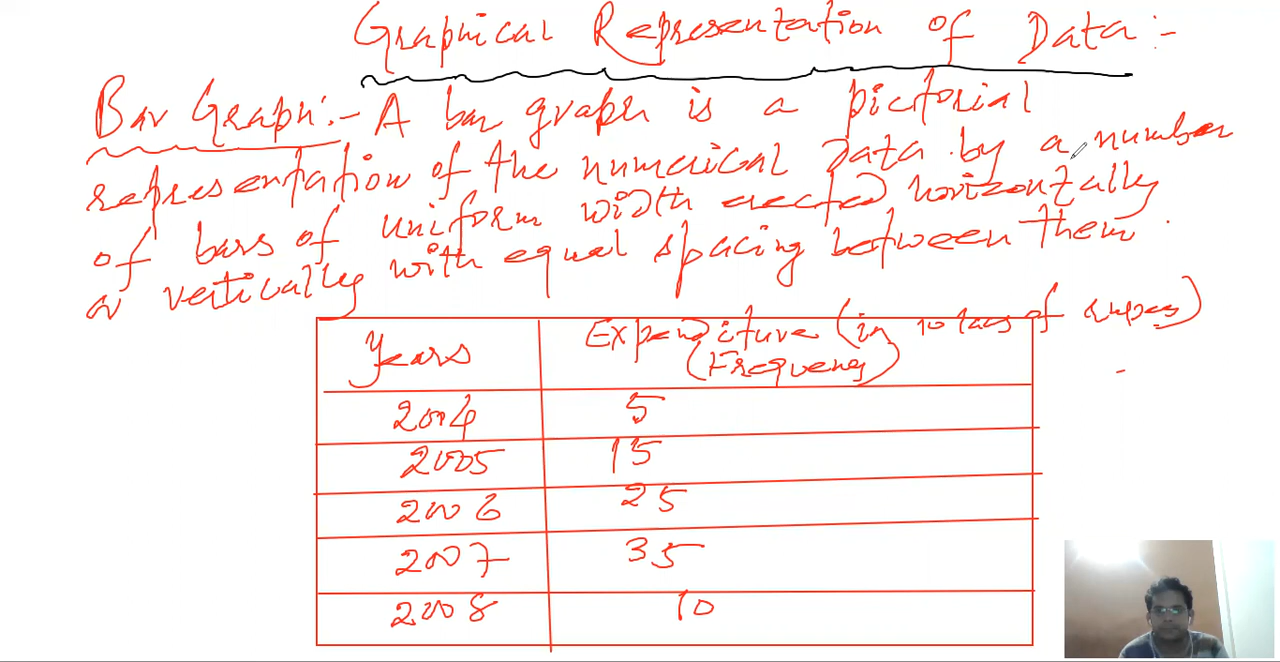 Graphical Representation of Data:-
Bar Graph:- A bar graph is a pictorial
representation of the numerical data by a number
of bars of uniform width erected horizontally
or vertically with equal spacing between them.
Years Expenditure (in 10 lacs of rupees)
(Frequency)
2004 5
2005 15
2006 25
2007 35
2008 10